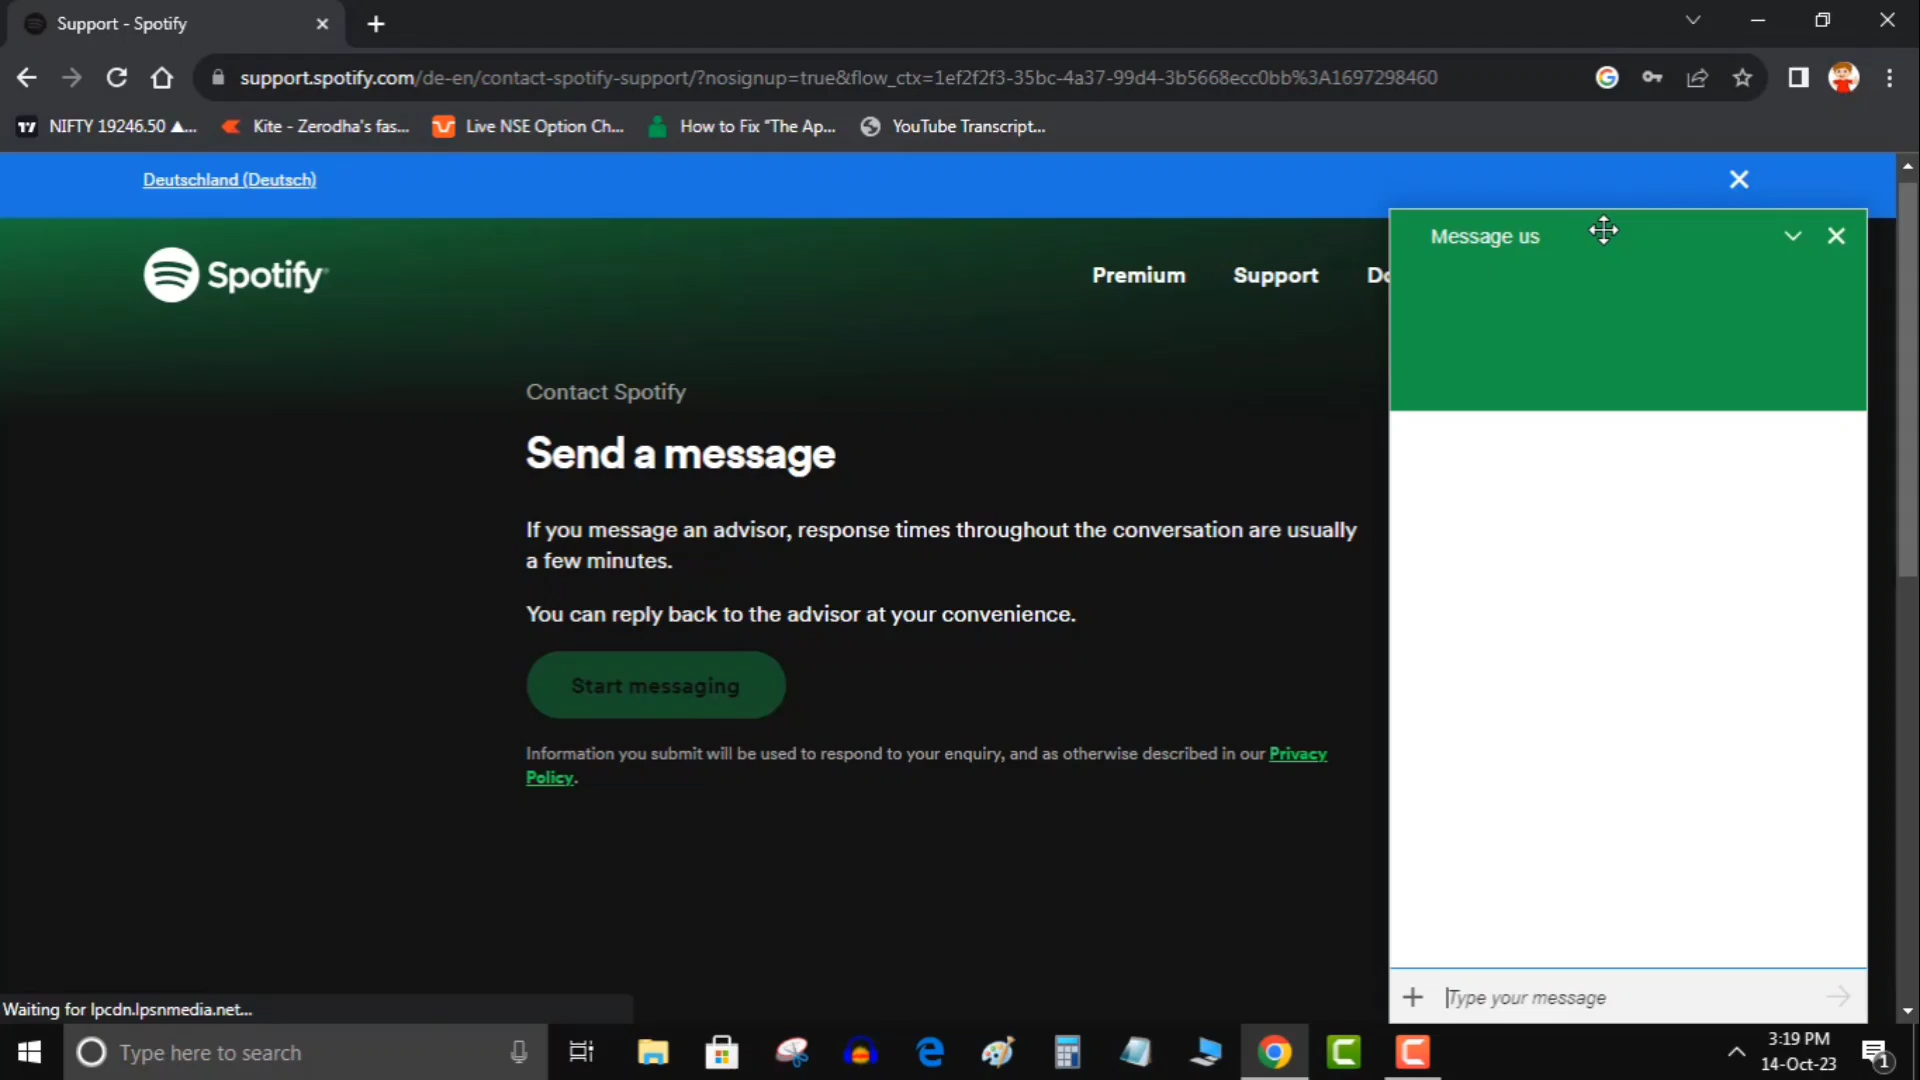 Support - Spotify
support.spotify.com/de-en/contact-spotify-support/?nosignup=true&flow_ctx=1ef2f2f3-35bc-4a37-99d4-3b5668ecc0bb%3A1697298460
NIFTY 19246.50 ▲... Kite - Zerodha's fas... Live NSE Option Ch... How to Fix "The Ap... YouTube Transcript...
Deutschland (Deutsch)
Message us
Spotify
Premium Support Do
Contact Spotify
Send a message
If you message an advisor, response times throughout the conversation are usually
a few minutes.
You can reply back to the advisor at your convenience.
Start messaging
Information you submit will be used to respond to your enquiry, and as otherwise described in our Privacy
Policy.
Type your message
Waiting for lpcdn.lpsnmedia.net...
Type here to search
3:19 PM
14-Oct-23
1